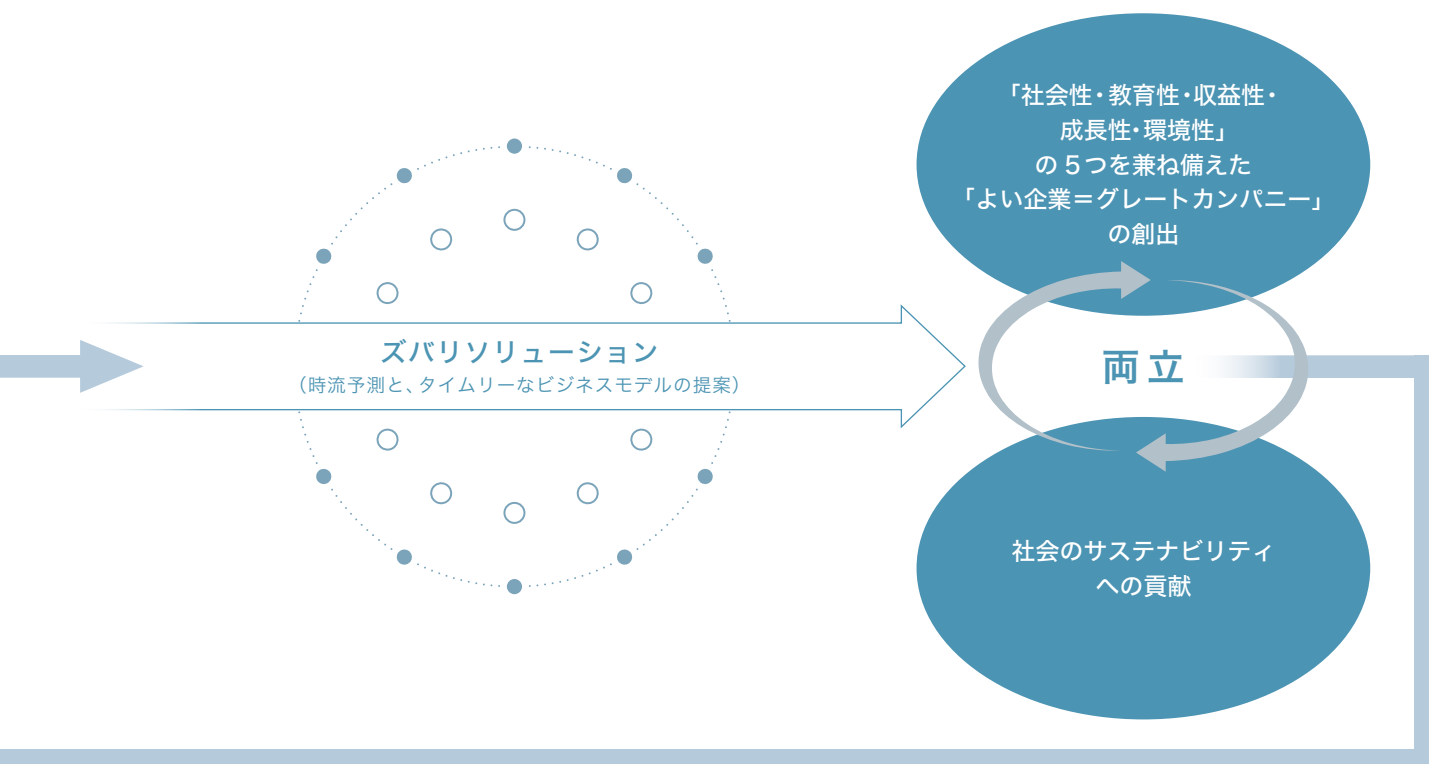 「社会性・教育性・収益性・
成長性・環境性」
の5つを兼ね備えた
「よい企業＝グレートカンパニー」
の創出
ズバリソリューション
（時流予測と、タイムリーなビジネスモデルの提案）
両立
社会のサステナビリティ
への貢献